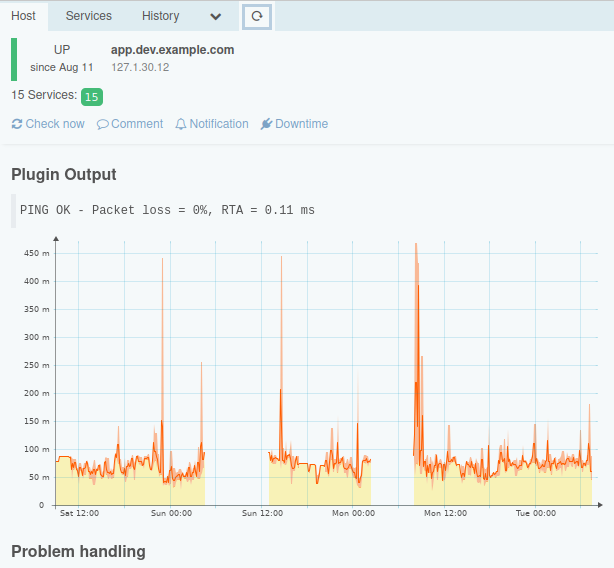 Host Services History
UP app.dev.example.com
since Aug 11 127.1.30.12
15 Services: 15
Check now Comment Notification Downtime
Plugin Output
PING OK - Packet loss = 0%, RTA = 0.11 ms
450 m
400 m
350 m
300 m
250 m
200 m
150 m
100 m
50 m
0
Sat 12:00 Sun 00:00 Sun 12:00 Mon 00:00 Mon 12:00 Tue 00:00
Problem handling